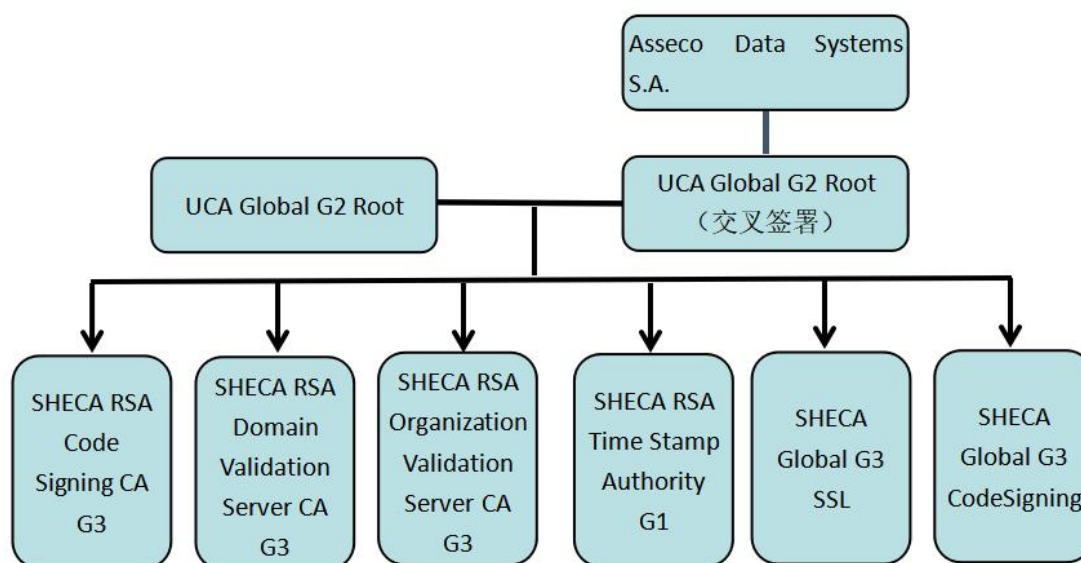 Asseco Data Systems
S.A.
UCA Global G2 Root
UCA Global G2 Root
（交叉签署）
SHECA RSA
Code
Signing CA
G3
SHECA RSA
Domain
Validation
Server CA
G3
SHECA RSA
Organization
Validation
Server CA
G3
SHECA RSA
Time Stamp
Authority
G1
SHECA
Global G3
SSL
SHECA
Global G3
CodeSigning